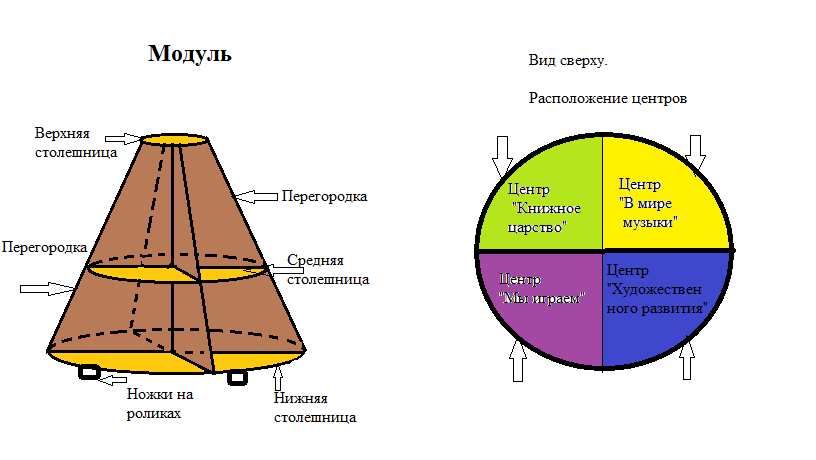 Модуль
Верхняя
столешница
Перегородка
Перегородка
Средняя
столешница
Ножки на
роликах
Нижняя
столешница
Вид сверху.
Расположение центров
Центр
"Книжное
царство"
Центр
"В мире
музыки"
Центр
"Мы играем"
Центр
"Художествен
ного развития"